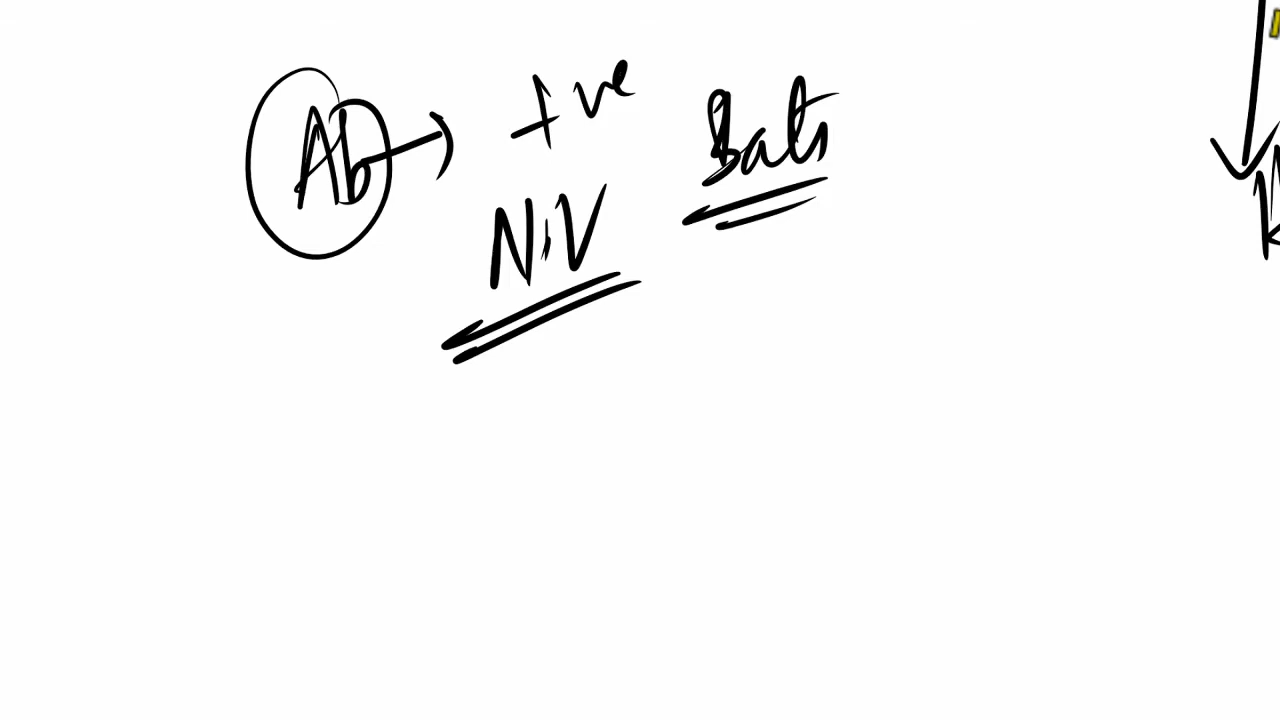 Ab → +ve Bats
NiV